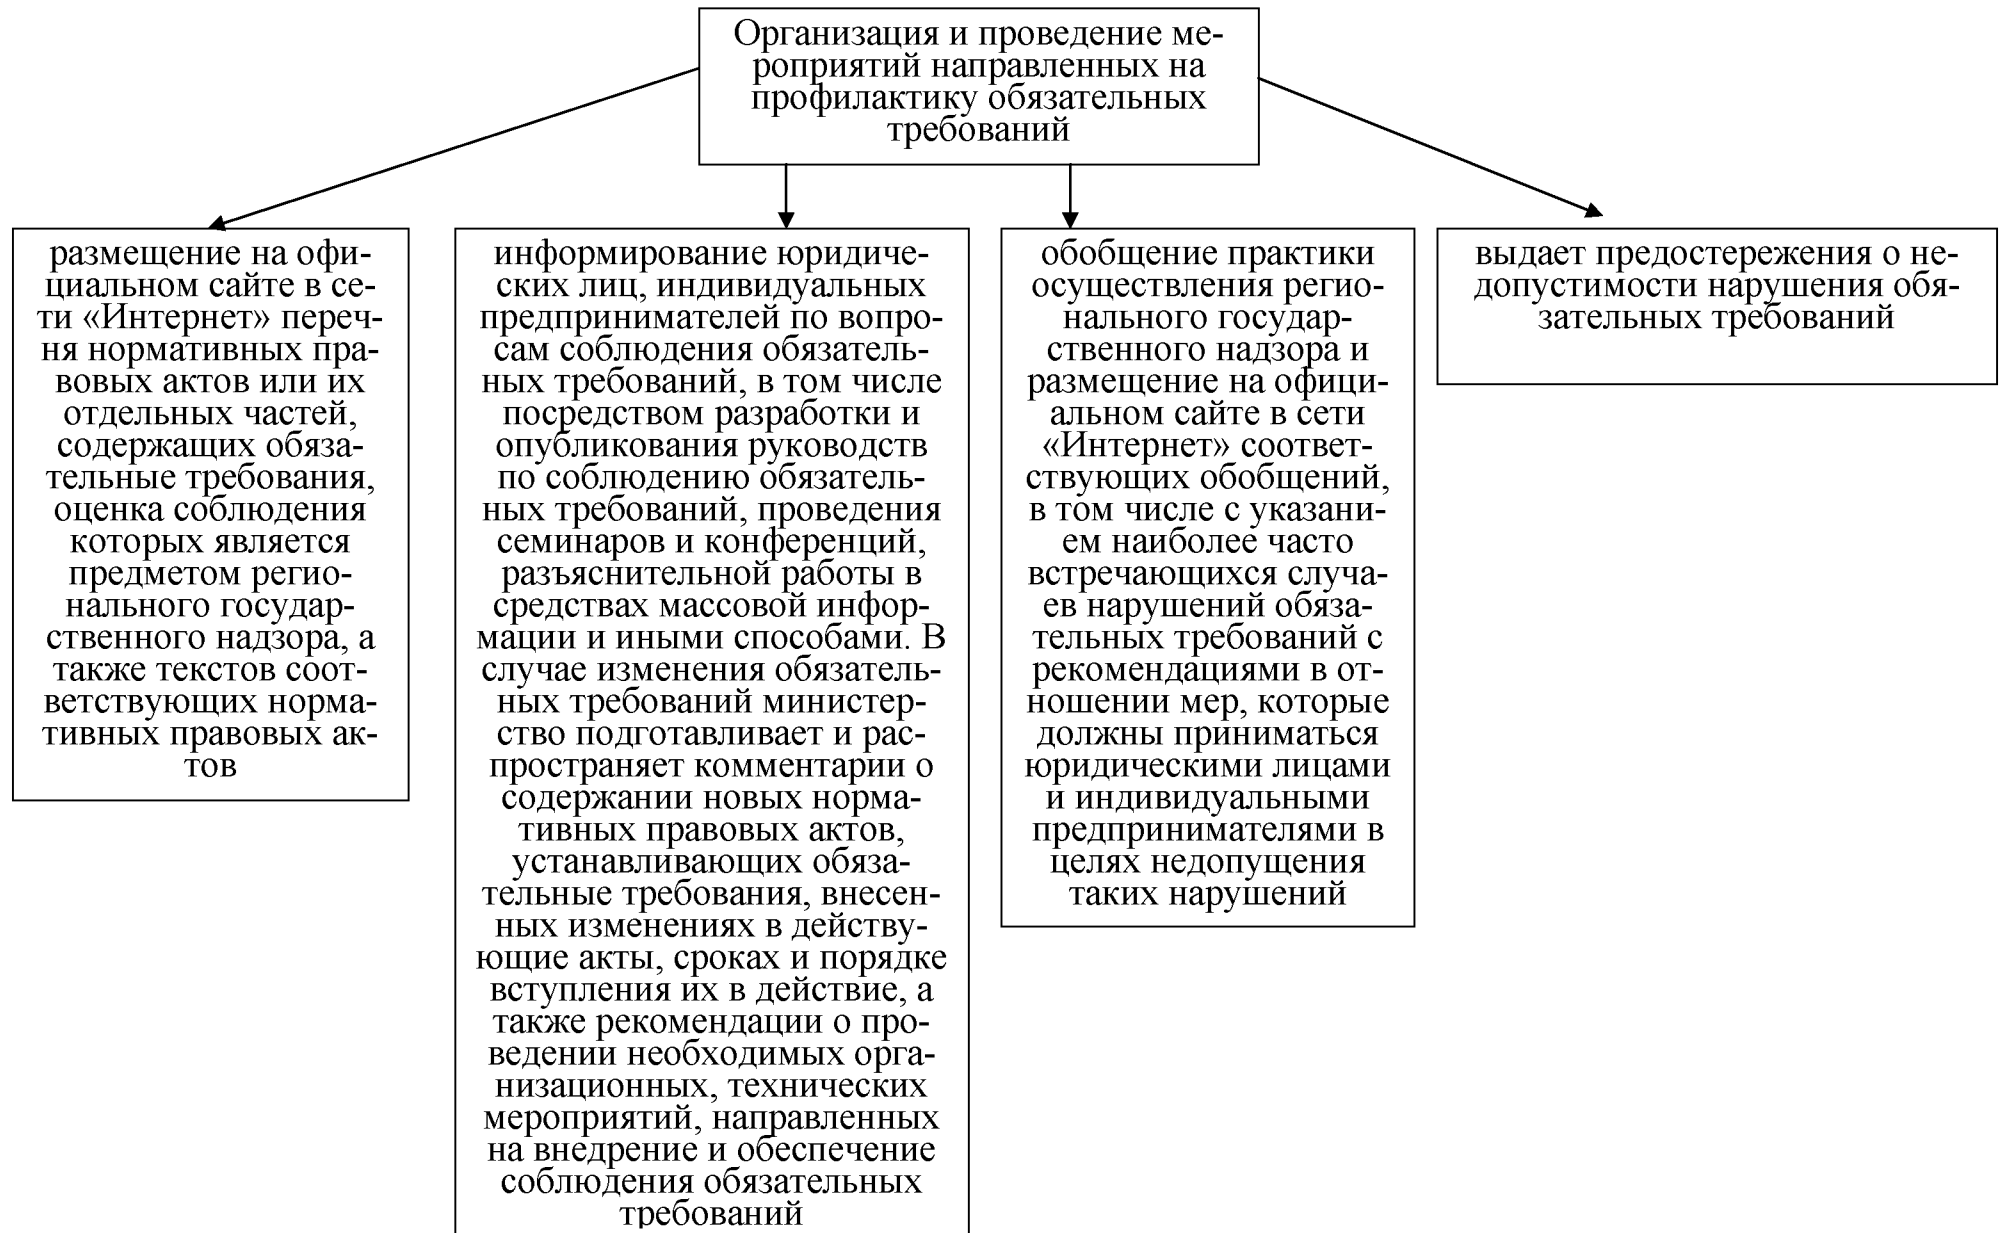 Организация и проведение ме-
роприятий направленных на
профилактику обязательных
требований
размещение на офи-
циальном сайте в се-
ти «Интернет» переч-
ня нормативных пра-
вовых актов или их
отдельных частей,
содержащих обяза-
тельные требования,
оценка соблюдения
которых является
предметом регио-
нального государ-
ственного надзора, а
также текстов соот-
ветствующих норма-
тивных правовых ак-
тов
информирование юридиче-
ских лиц, индивидуальных
предпринимателей по вопро-
сам соблюдения обязатель-
ных требований, в том числе
посредством разработки и
опубликования руководств
по соблюдению обязатель-
ных требований, проведения
семинаров и конференций,
разъяснительной работы в
средствах массовой инфор-
мации и иными способами. В
случае изменения обязатель-
ных требований министер-
ство подготавливает и рас-
пространяет комментарии о
содержании новых норма-
тивных правовых актов,
устанавливающих обяза-
тельные требования, внесен-
ных изменениях в действу-
ющие акты, сроках и порядке
вступления их в действие, а
также рекомендации о про-
ведении необходимых орга-
низационных, технических
мероприятий, направленных
на внедрение и обеспечение
соблюдения обязательных
требований
обобщение практики
осуществления регио-
нального государ-
ственного надзора и
размещение на офици-
альном сайте в сети
«Интернет» соответ-
ствующих обобщений,
в том числе с указани-
ем наиболее часто
встречающихся случа-
ев нарушений обяза-
тельных требований с
рекомендациями в от-
ношении мер, которые
должны приниматься
юридическими лицами
и индивидуальными
предпринимателями в
целях недопущения
таких нарушений
выдает предостережения о не-
допустимости нарушения обя-
зательных требований